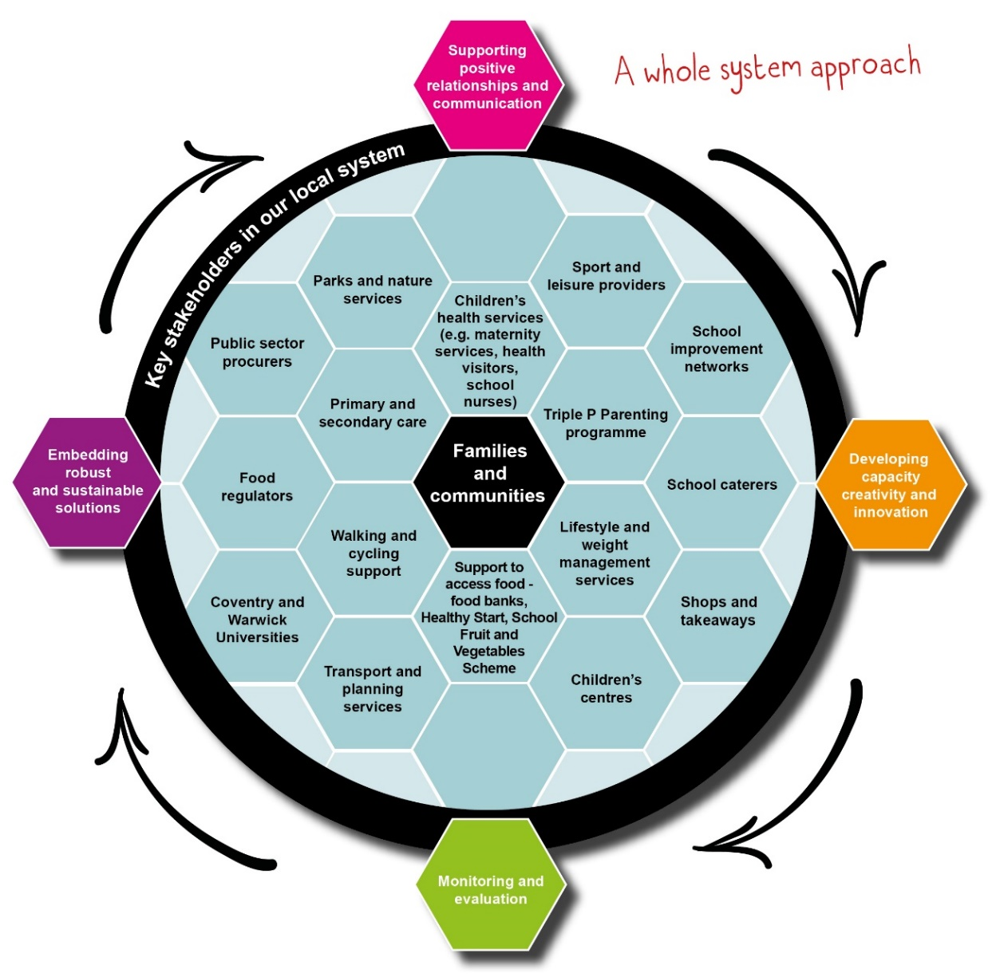 Supporting
positive
relationships and
communication
A whole system approach
Key stakeholders in our local system
Parks and nature
services
Sport and
leisure providers
Children's
health services
(e.g. maternity
services, health
visitors,
school
nurses)
Public sector
procurers
School
improvement
networks
Primary and
secondary care
Triple P Parenting
programme
Embedding
robust
and sustainable
solutions
Food
regulators
Families
and
communities
School caterers
Developing
capacity
creativity and
innovation
Walking and
cycling
support
Lifestyle and
weight
management
services
Support to
access food -
food banks,
Healthy Start, School
Fruit and
Vegetables
Scheme
Coventry and
Warwick
Universities
Shops and
takeaways
Transport and
planning
services
Children's
centres
Monitoring and
evaluation